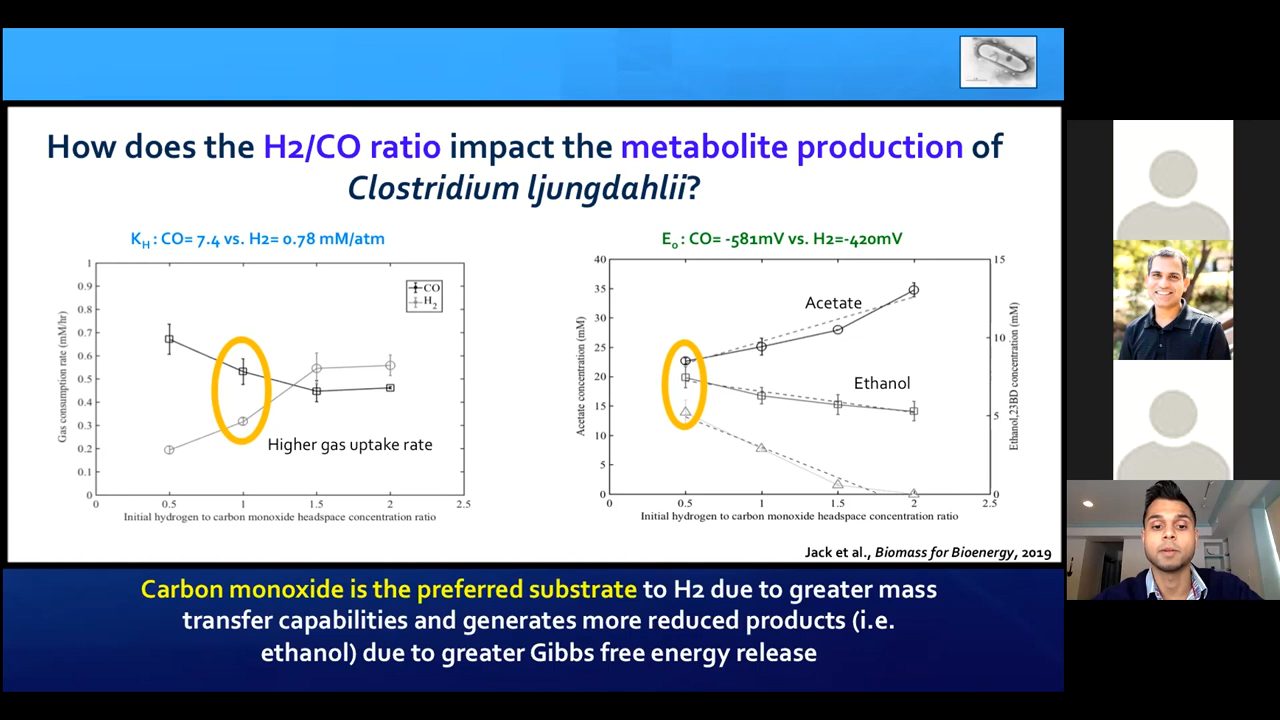 How does the H2/CO ratio impact the metabolite production of
Clostridium ljungdahlii?
KH : CO= 7.4 vs. H2= 0.78 mM/atm
1
0.9
0.8
0.7
0.6
0.5
0.4
0.3
0.2
0.1
0
Gas consumption rate (mM/hr)
CO
H2
Higher gas uptake rate
0 0.5 1 1.5 2 2.5
Initial hydrogen to carbon monoxide headspace concentration ratio
E0 : CO= -581mV vs. H2=-420mV
40
35
30
25
20
15
10
5
0
Acetate concentration (mM)
Acetate
Ethanol
15
10
5
0
Ethanol,23BD concentration (mM)
0 0.5 1 1.5 2 2.5
Initial hydrogen to carbon monoxide headspace concentration ratio
Jack et al., Biomass for Bioenergy, 2019
Carbon monoxide is the preferred substrate to H2 due to greater mass
transfer capabilities and generates more reduced products (i.e.
ethanol) due to greater Gibbs free energy release